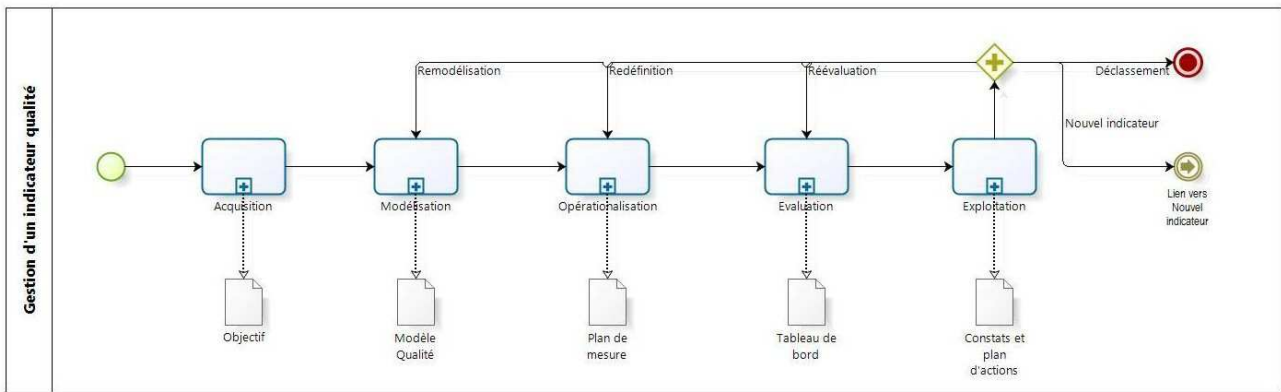 Gestion d'un indicateur qualité
Remodélisation
Redéfinition
Réévaluation
Déclassement
Nouvel indicateur
Acquisition
Modélisation
Opérationalisation
Evaluation
Exploitation
Lien vers
Nouvel
indicateur
Objectif
Modèle
Qualité
Plan de
mesure
Tableau de
bord
Constats et
plan
d'actions